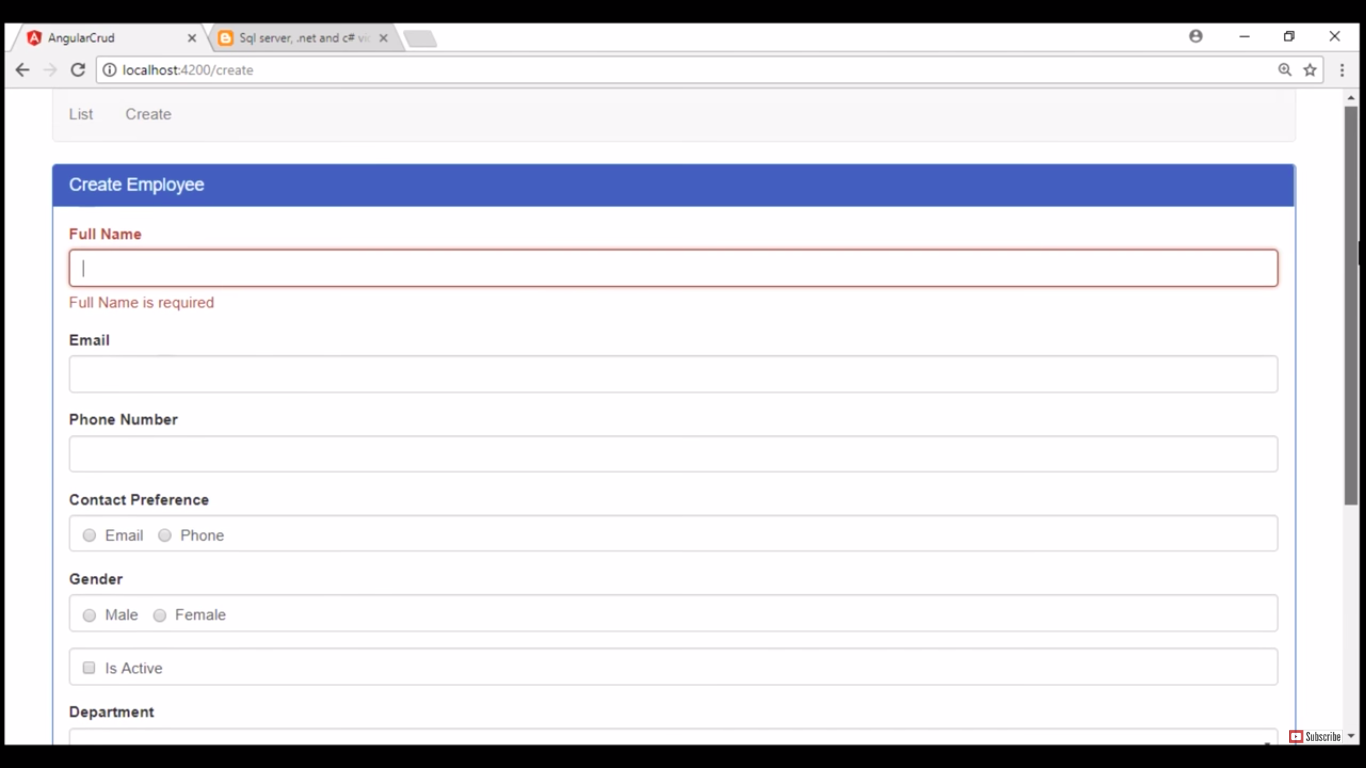 AngularCrud
Sql server, .net and c#
localhost:4200/create
List Create
Create Employee
Full Name
Full Name is required
Email
Phone Number
Contact Preference
Email Phone
Gender
Male Female
Is Active
Department
Subscribe